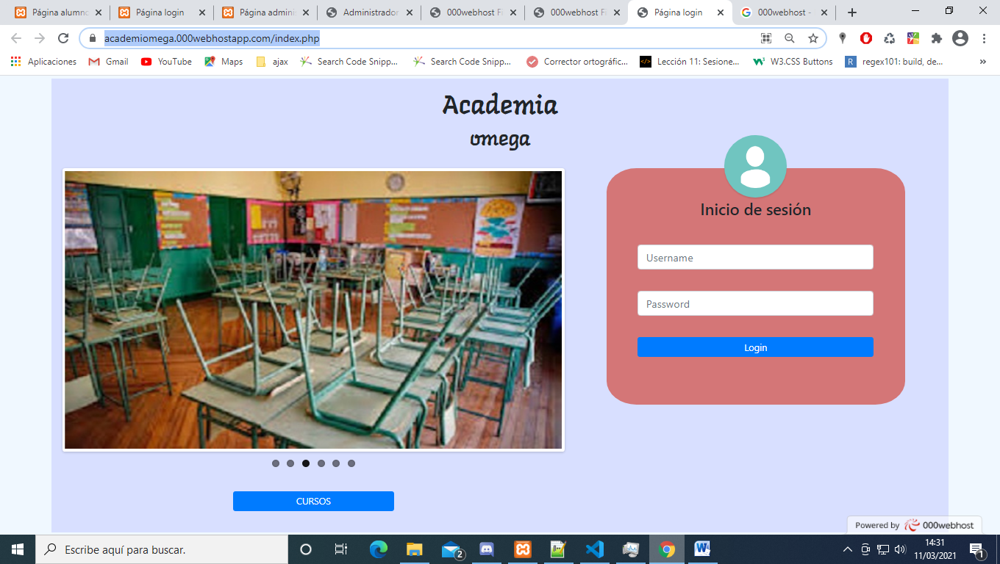 Página alumno
Página login
Página adminis
Administrador
000webhost Fi
000webhost Fi
Página login
000webhost -
academiomega.000webhostapp.com/index.php
Aplicaciones
Gmail
YouTube
Maps
ajax
Search Code Snipp...
Search Code Snipp...
Corrector ortográfic...
Lección 11: Sesione...
W3.CSS Buttons
regex101: build, de...
»
Academia
omega
Inicio de sesión
Username
Password
Login
CURSOS
Powered by 000webhost
Escribe aquí para buscar.
2
14:31
11/03/2021
1